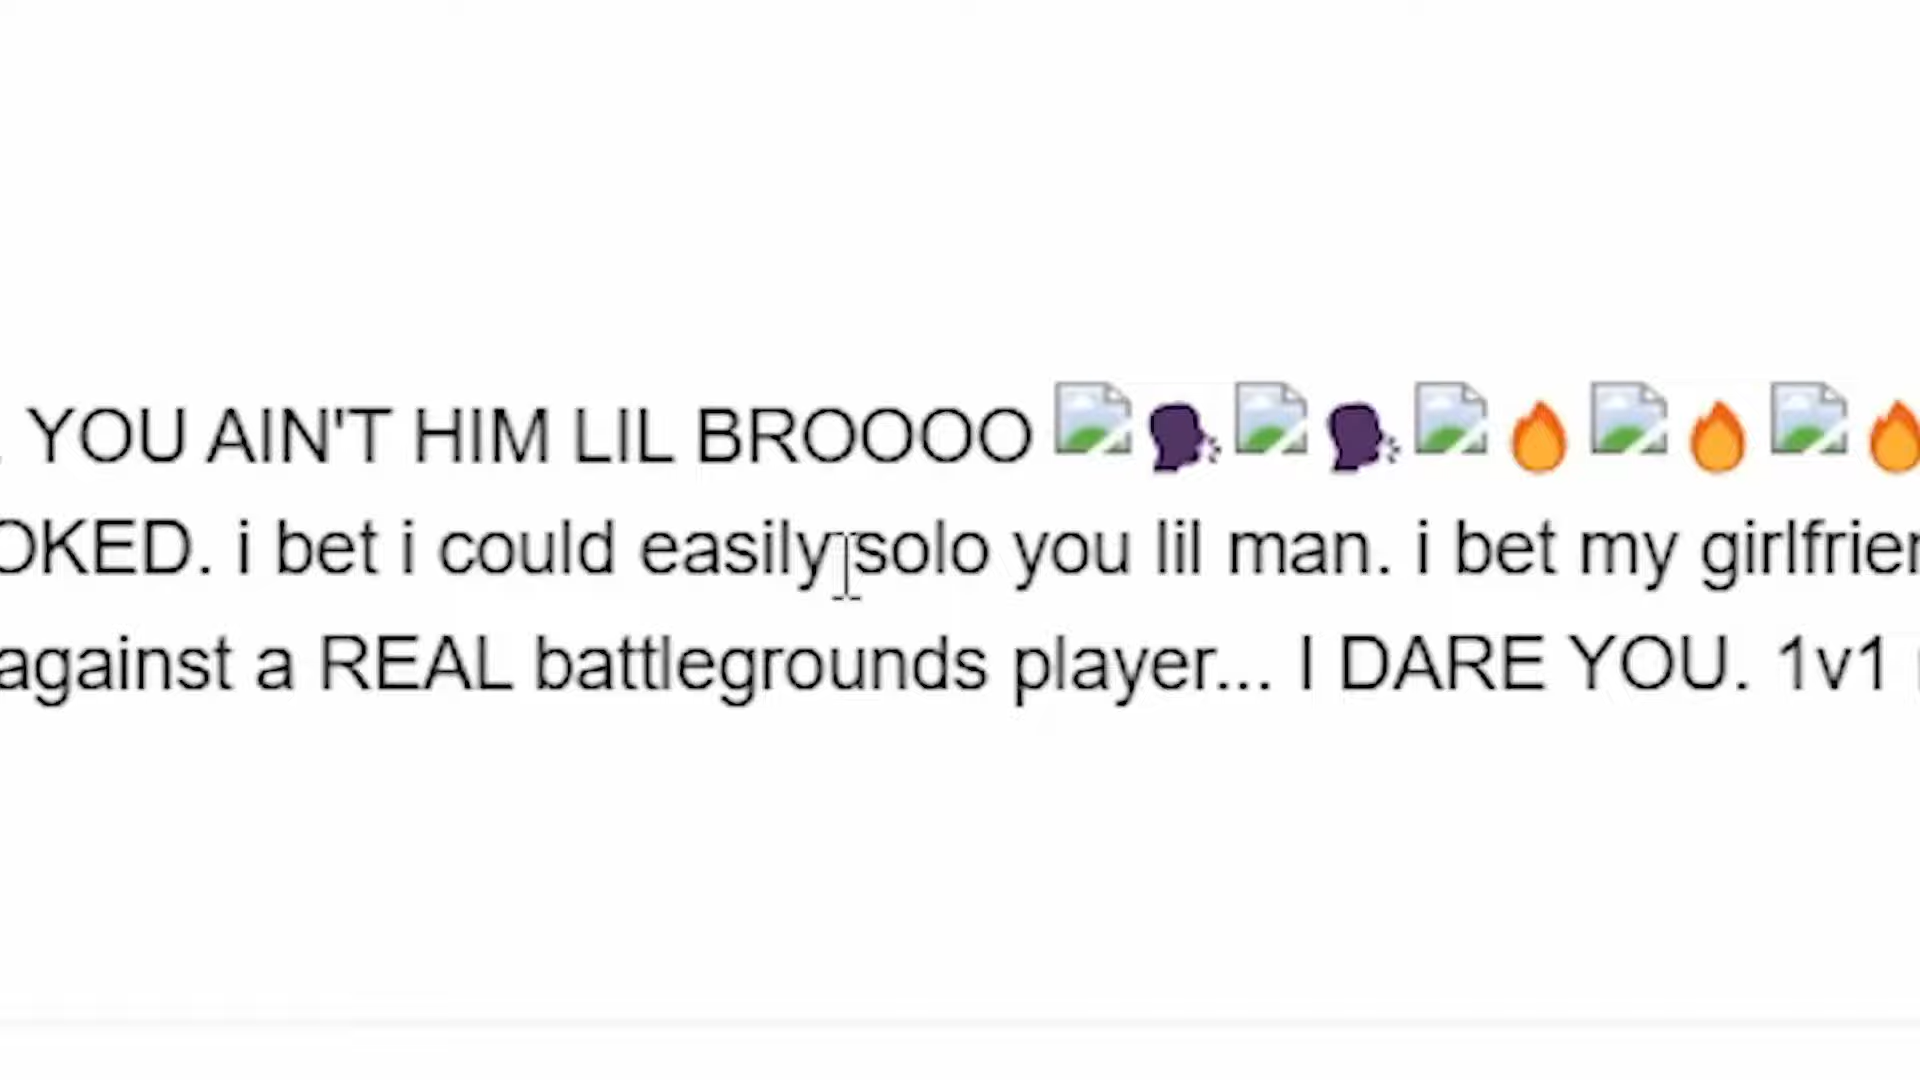 . YOU AIN'T HIM LIL BROOOO 🗣🗣🔥🔥🔥
OKED. i bet i could easily solo you lil man. i bet my girlfrien
against a REAL battlegrounds player... I DARE YOU. 1v1